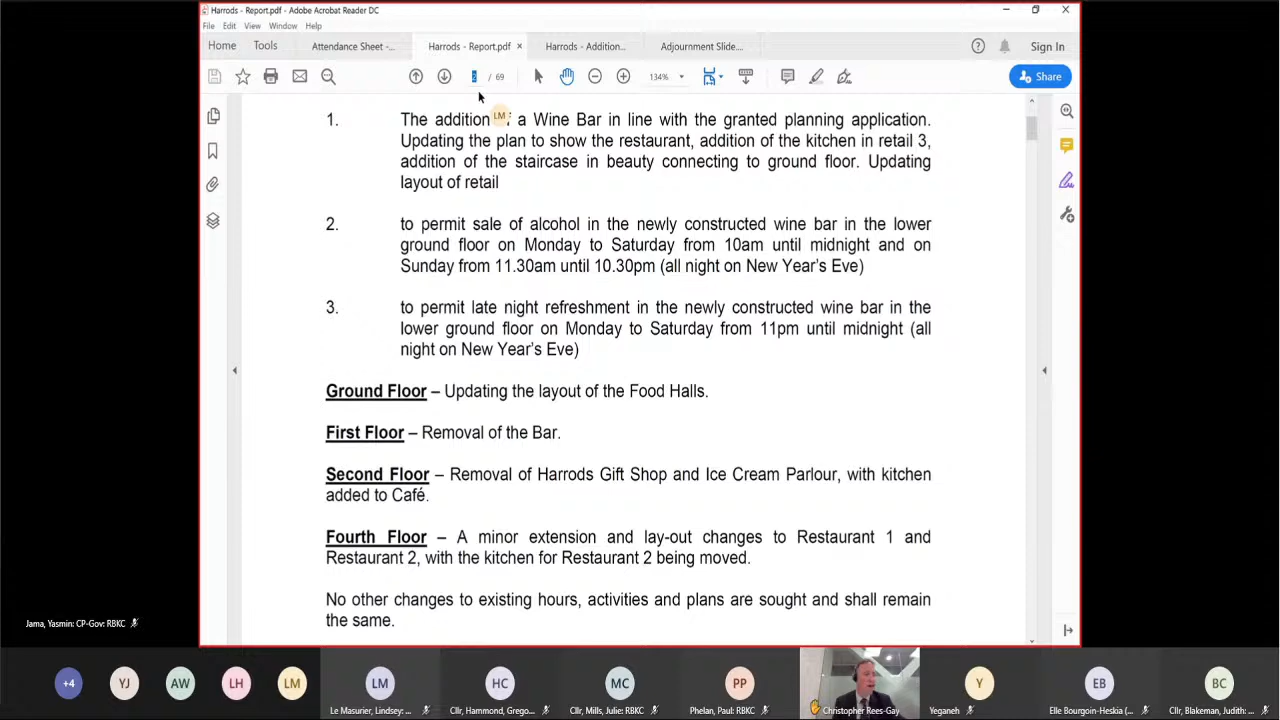 Harrods - Report.pdf - Adobe Acrobat Reader DC
File Edit View Window Help
Home Tools Attendance Sheet -... Harrods - Report.pdf × Harrods - Addition... Adjournment Slide... Sign In
/ 69 134% Share
1. The addition a Wine Bar in line with the granted planning application.
LM
Updating the plan to show the restaurant, addition of the kitchen in retail 3,
addition of the staircase in beauty connecting to ground floor. Updating
layout of retail
2. to permit sale of alcohol in the newly constructed wine bar in the lower
ground floor on Monday to Saturday from 10am until midnight and on
Sunday from 11.30am until 10.30pm (all night on New Year’s Eve)
3. to permit late night refreshment in the newly constructed wine bar in the
lower ground floor on Monday to Saturday from 11pm until midnight (all
night on New Year’s Eve)
Ground Floor – Updating the layout of the Food Halls.
First Floor – Removal of the Bar.
Second Floor – Removal of Harrods Gift Shop and Ice Cream Parlour, with kitchen
added to Café.
Fourth Floor – A minor extension and lay-out changes to Restaurant 1 and
Restaurant 2, with the kitchen for Restaurant 2 being moved.
No other changes to existing hours, activities and plans are sought and shall remain
the same.
Jama, Yasmin: CP-Gov: RBKC
+4 YJ AW LH LM LM HC MC PP Y EB BC
Le Masurier, Lindsey: ... Cllr, Hammond, Grego... Cllr, Mills, Julie: RBKC Phelan, Paul: RBKC Christopher Rees-Gay Yeganeh Elle Bourgoin-Heskia (... Cllr, Blakeman, Judith: ...